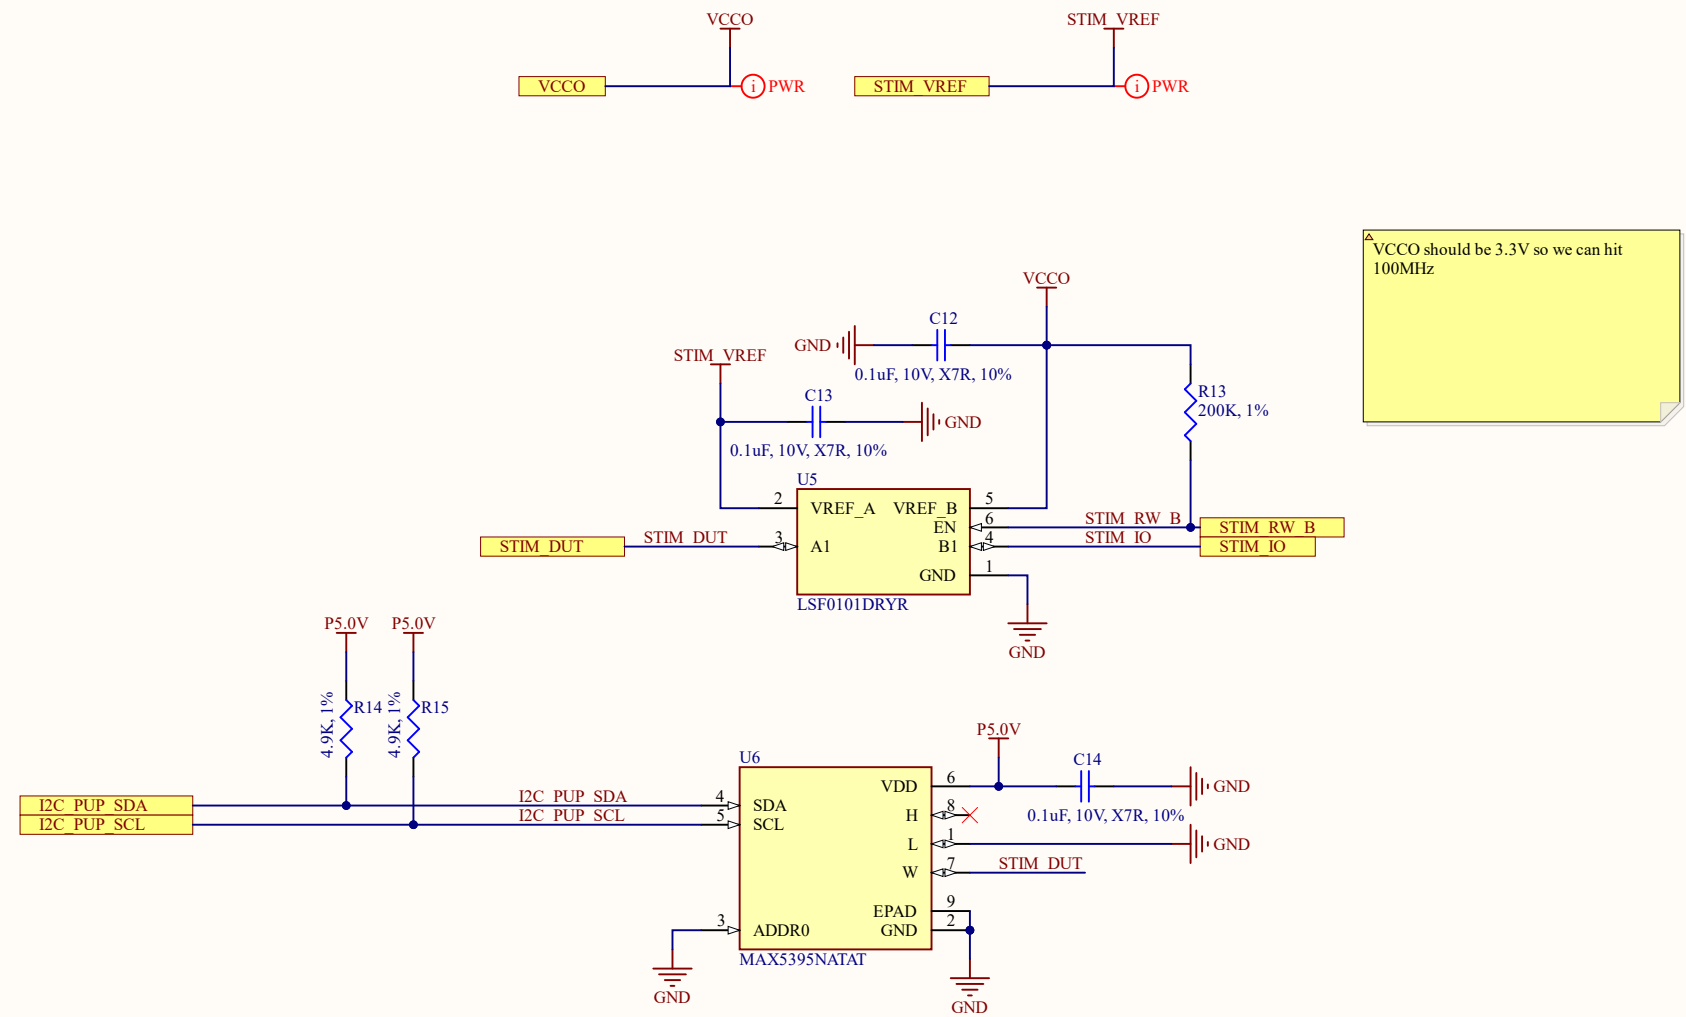 VCCO
STIM_VREF
VCCO
i PWR
STIM_VREF
i PWR
VCCO should be 3.3V so we can hit
100MHz
VCCO
C12
GND
0.1uF, 10V, X7R, 10%
STIM_VREF
C13
GND
0.1uF, 10V, X7R, 10%
R13
200K, 1%
U5
2
VREF_A
VREF_B
5
EN
6
STIM_RW_B
STIM_RW_B
STIM_DUT
STIM_DUT
3
A1
B1
4
STIM_IO
STIM_IO
GND
1
LSF0101DRYR
GND
P5.0V
P5.0V
4.9K, 1%
R14
4.9K, 1%
R15
P5.0V
U6
C14
VDD
6
GND
0.1uF, 10V, X7R, 10%
I2C_PUP_SDA
I2C_PUP_SDA
4
SDA
H
8
I2C_PUP_SCL
I2C_PUP_SCL
5
SCL
L
1
GND
W
7
STIM_DUT
EPAD
9
3
ADDR0
GND
2
MAX5395NATAT
GND
GND